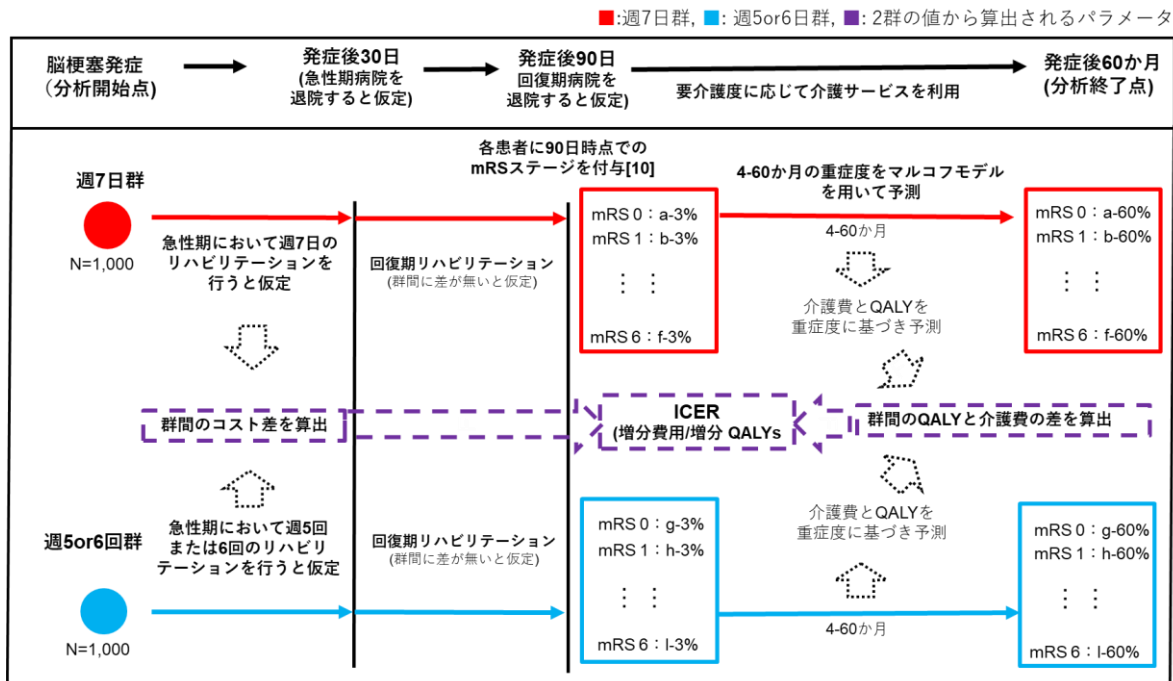 ■:週7日群, ■: 週5or6日群, ■: 2群の値から算出されるパラメータ
脳梗塞発症
（分析開始点）
発症後30日
(急性期病院を
退院すると仮定)
発症後90日
回復期病院を
退院すると仮定)
要介護度に応じて介護サービスを利用
発症後60か月
(分析終了点)
各患者に90日時点での
mRSステージを付与[10]
週7日群
N=1,000
急性期において週7日の
リハビリテーションを
行うと仮定
回復期リハビリテーション
(群間に差が無いと仮定)
mRS 0：a-3%
mRS 1：b-3%
⋮ ⋮
mRS 6：f-3%
4-60か月の重症度をマルコフモデル
を用いて予測
4-60か月
介護費とQALYを
重症度に基づき予測
mRS 0：a-60%
mRS 1：b-60%
⋮ ⋮
mRS 6：f-60%
群間のコスト差を算出
ICER
(増分費用/増分 QALYs
群間のQALYと介護費の差を算出
週5or6回群
N=1,000
急性期において週5回
または6回のリハビリ
テーションを行うと仮定
回復期リハビリテーション
(群間に差が無いと仮定)
mRS 0：g-3%
mRS 1：h-3%
⋮ ⋮
mRS 6：l-3%
介護費とQALYを
重症度に基づき予測
4-60か月
mRS 0：g-60%
mRS 1：h-60%
⋮ ⋮
mRS 6：l-60%